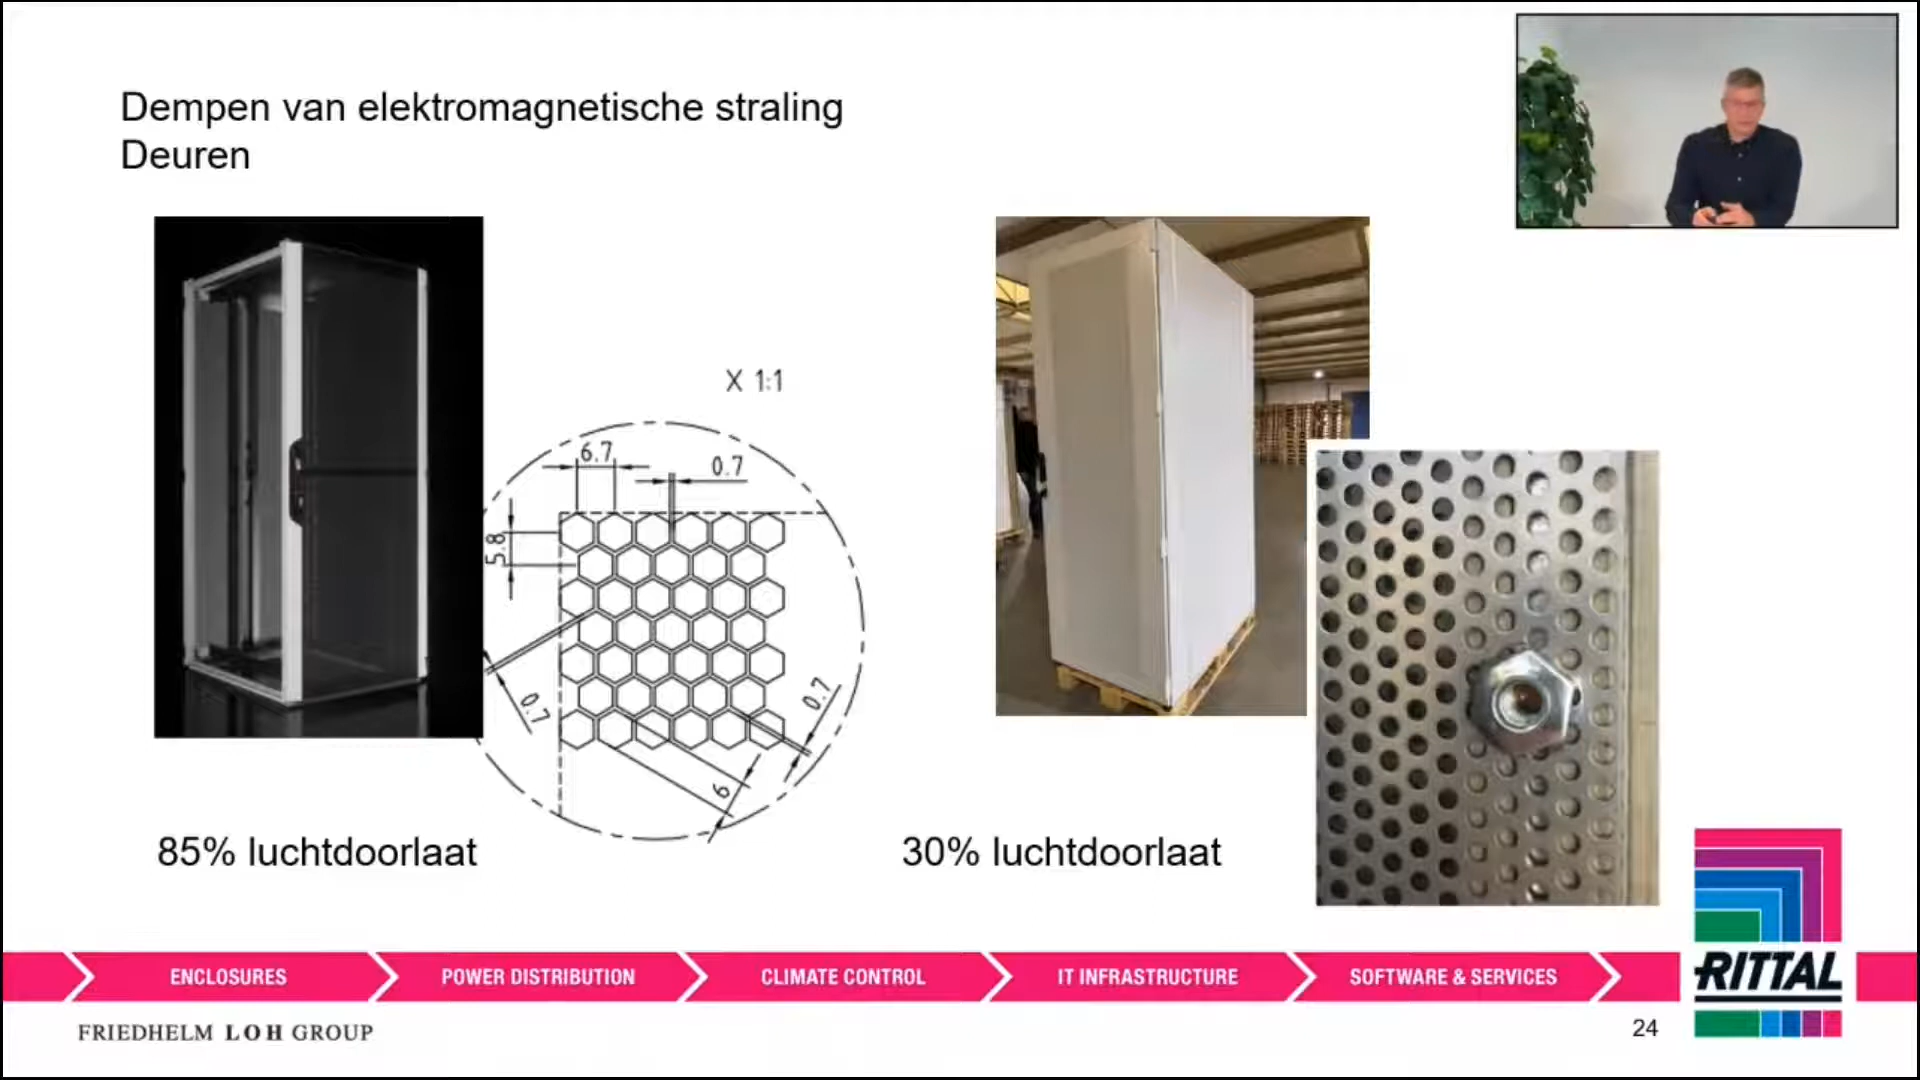 Dempen van elektromagnetische straling
Deuren
X 1:1
6.7
0.7
5.8
0.7
0.7
6
85% luchtdoorlaat
30% luchtdoorlaat
ENCLOSURES
POWER DISTRIBUTION
CLIMATE CONTROL
IT INFRASTRUCTURE
SOFTWARE & SERVICES
RITTAL
FRIEDHELM LOH GROUP
24